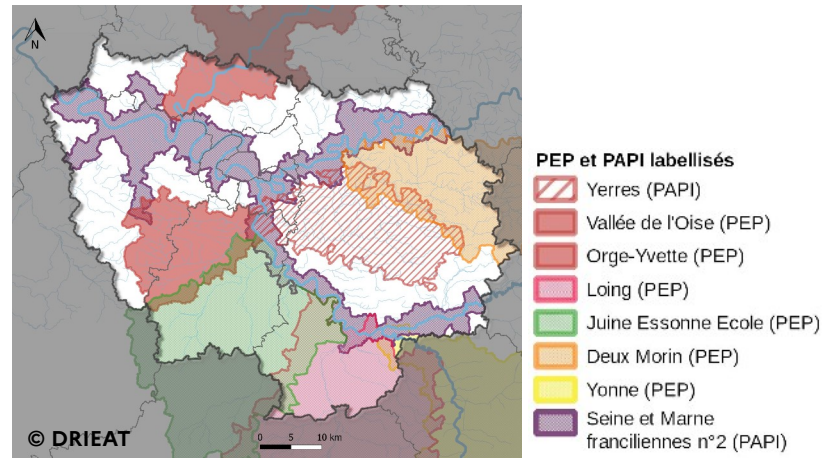 N
PEP et PAPI labellisés
Yerres (PAPI)
Vallée de l'Oise (PEP)
Orge-Yvette (PEP)
Loing (PEP)
Juine Essonne Ecole (PEP)
Deux Morin (PEP)
Yonne (PEP)
Seine et Marne
franciliennes n°2 (PAPI)
© DRIEAT
0 5 10 km